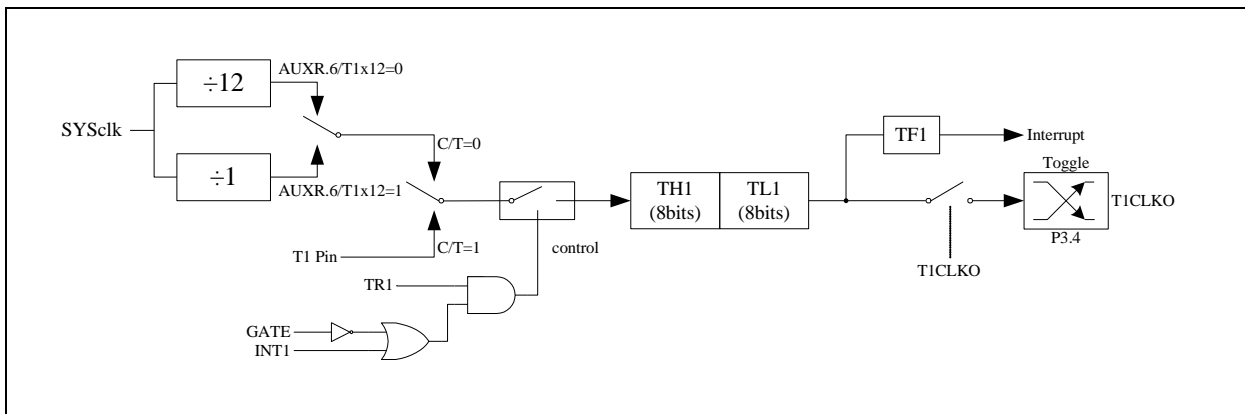 ÷12
AUXR.6/T1x12=0
SYSclk
÷1
AUXR.6/T1x12=1
C/T=0
C/T=1
T1 Pin
control
TR1
GATE
INT1
TH1
(8bits)
TL1
(8bits)
TF1
Interrupt
Toggle
T1CLKO
P3.4
T1CLKO